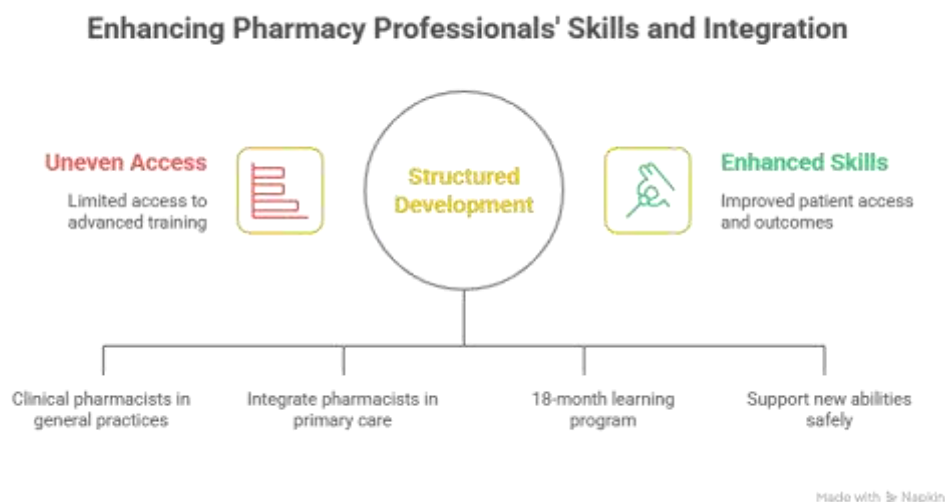 Enhancing Pharmacy Professionals' Skills and Integration
Uneven Access
Limited access to
advanced training
Structured
Development
Enhanced Skills
Improved patient access
and outcomes
Clinical pharmacists in
general practices
Integrate pharmacists in
primary care
18-month learning
program
Support new abilities
safely
Made with Napkin